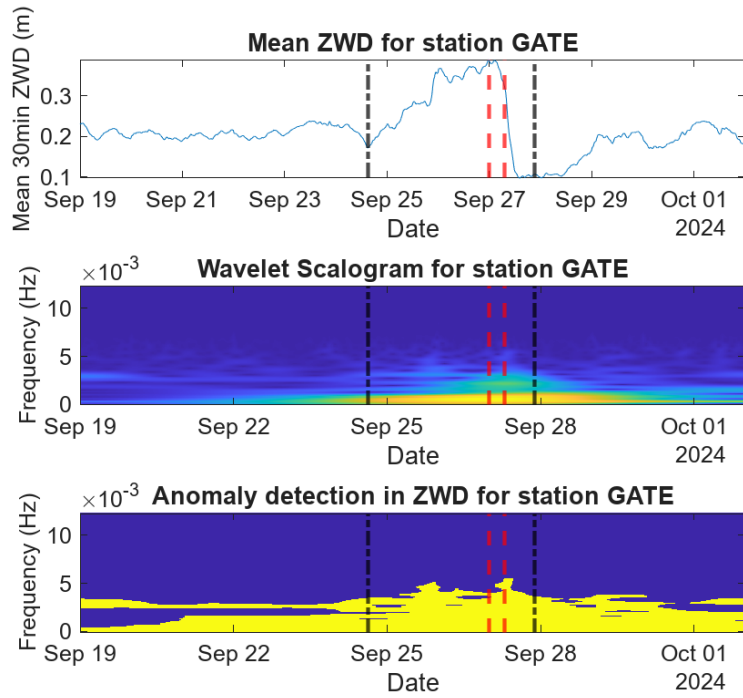 Mean ZWD for station GATE
Mean 30min ZWD (m)
0.3
0.2
0.1
Sep 19 Sep 21 Sep 23 Sep 25 Sep 27 Sep 29 Oct 01
Date 2024
Wavelet Scalogram for station GATE
×10-3
Frequency (Hz)
10
5
0
Sep 19 Sep 22 Sep 25 Sep 28 Oct 01
Date 2024
Anomaly detection in ZWD for station GATE
×10-3
Frequency (Hz)
10
5
0
Sep 19 Sep 22 Sep 25 Sep 28 Oct 01
Date 2024